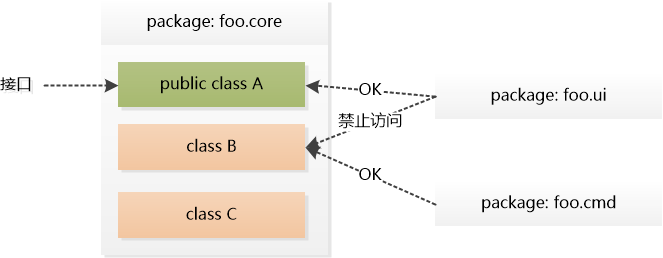 package: foo.core
接口
public class A
OK
package: foo.ui
禁止访问
class B
OK
class C
package: foo.cmd